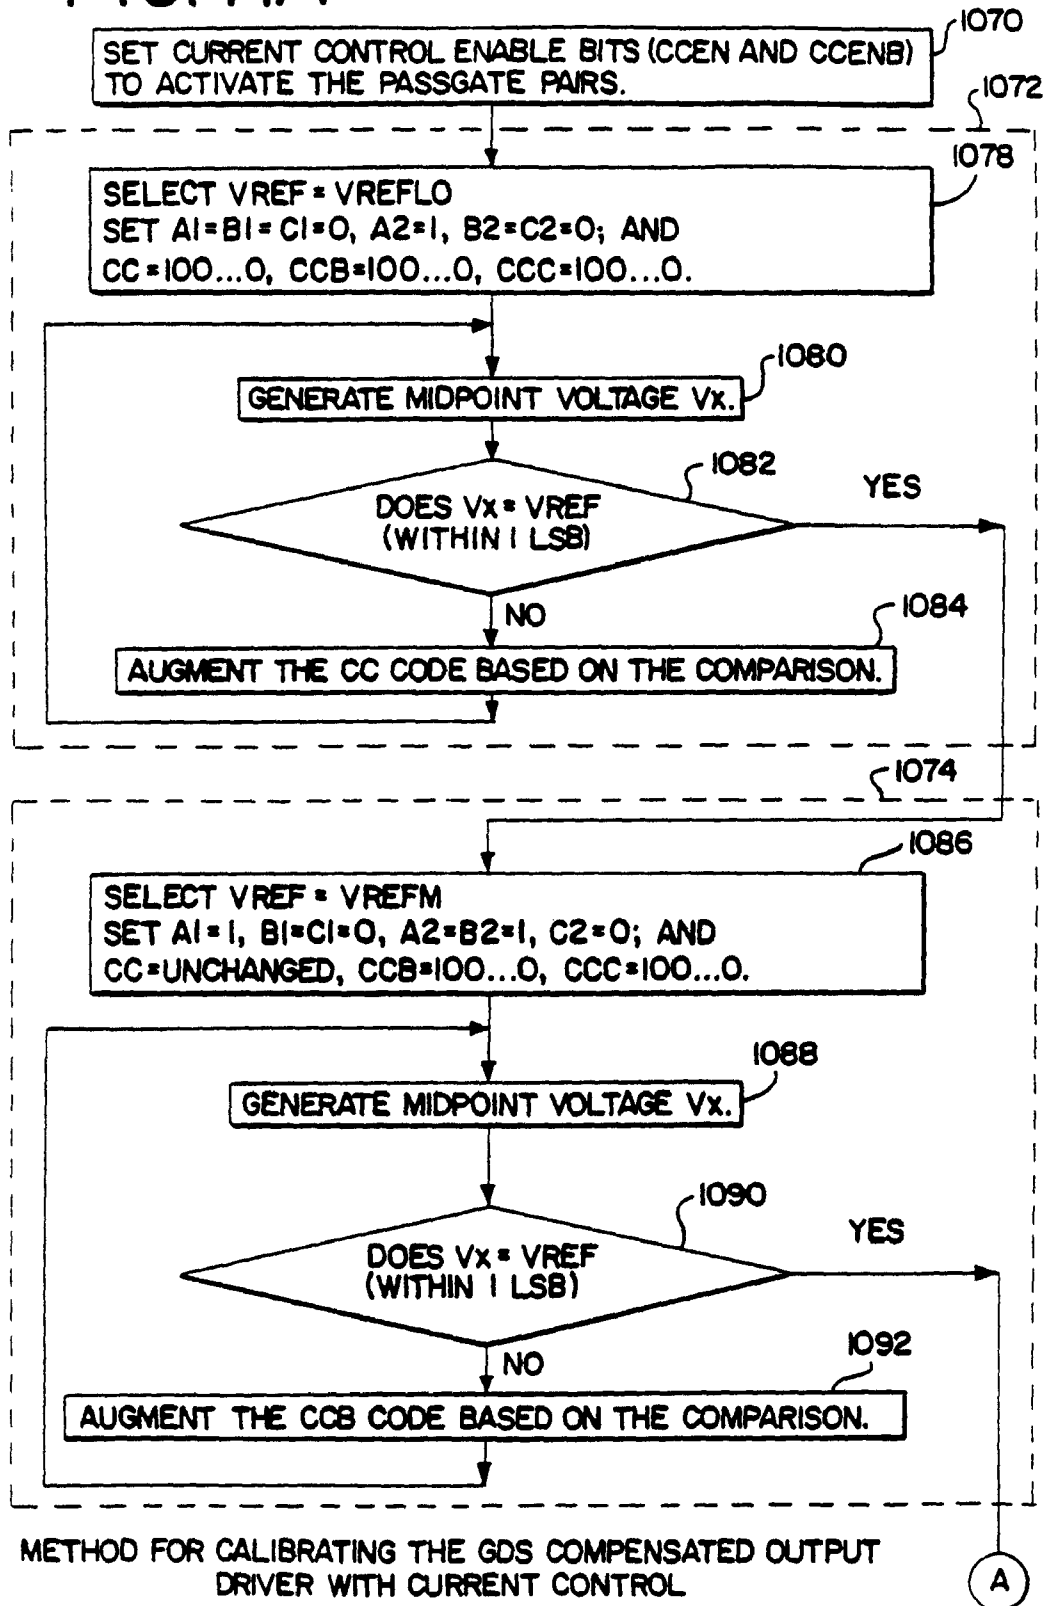 1070
SET CURRENT CONTROL ENABLE BITS (CCEN AND CCENB)
TO ACTIVATE THE PASSGATE PAIRS.
1072
1078
SELECT VREF = VREFLO
SET A1=B1=C1=0, A2=1, B2=C2=0; AND
CC=100...0, CCB=100...0, CCC=100...0.
1080
GENERATE MIDPOINT VOLTAGE Vx.
1082
DOES Vx = VREF
(WITHIN 1 LSB)
YES
NO
1084
AUGMENT THE CC CODE BASED ON THE COMPARISON.
1074
1086
SELECT VREF = VREFM
SET A1=1, B1=C1=0, A2=B2=1, C2=0; AND
CC=UNCHANGED, CCB=100...0, CCC=100...0.
1088
GENERATE MIDPOINT VOLTAGE Vx.
1090
DOES Vx = VREF
(WITHIN 1 LSB)
YES
NO
1092
AUGMENT THE CCB CODE BASED ON THE COMPARISON.
METHOD FOR CALIBRATING THE GDS COMPENSATED OUTPUT
DRIVER WITH CURRENT CONTROL
A